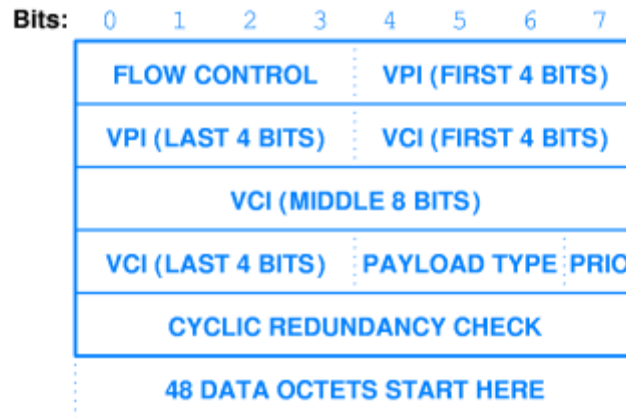 Bits: 0 1 2 3 4 5 6 7
FLOW CONTROL VPI (FIRST 4 BITS)
VPI (LAST 4 BITS) VCI (FIRST 4 BITS)
VCI (MIDDLE 8 BITS)
VCI (LAST 4 BITS) PAYLOAD TYPE PRIO
CYCLIC REDUNDANCY CHECK
48 DATA OCTETS START HERE